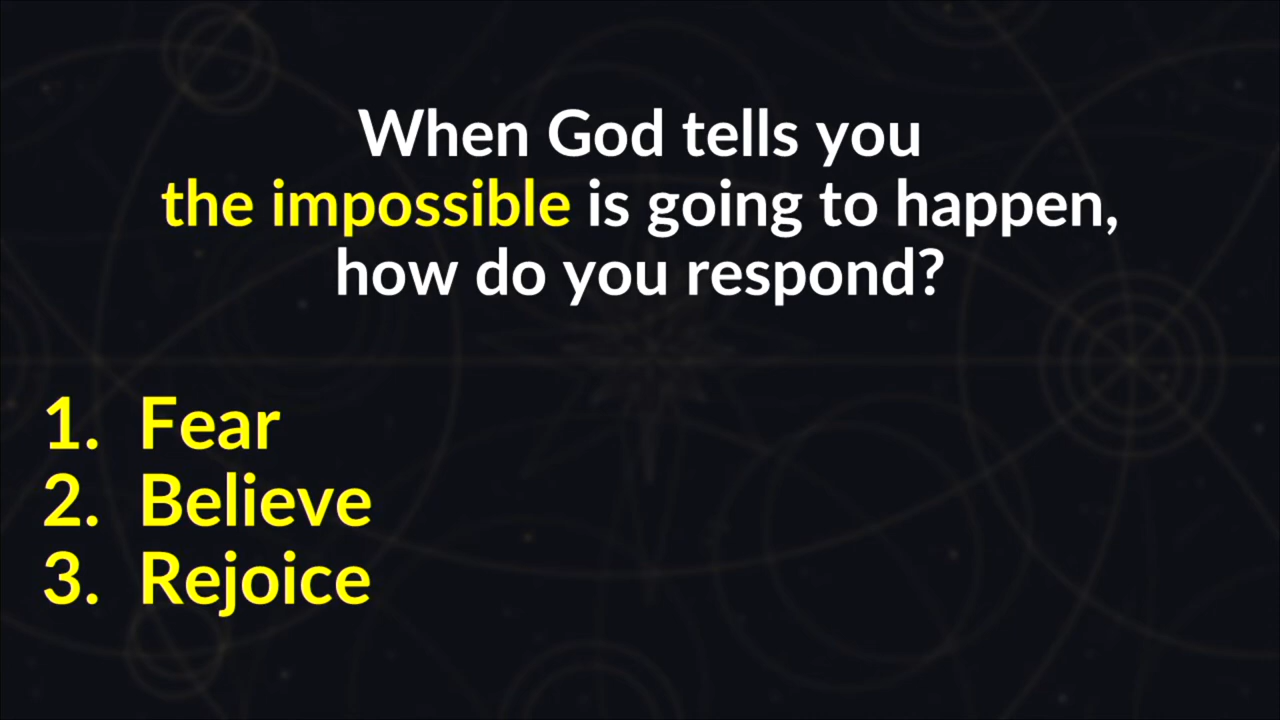 When God tells you
the impossible is going to happen,
how do you respond?
1. Fear
2. Believe
3. Rejoice